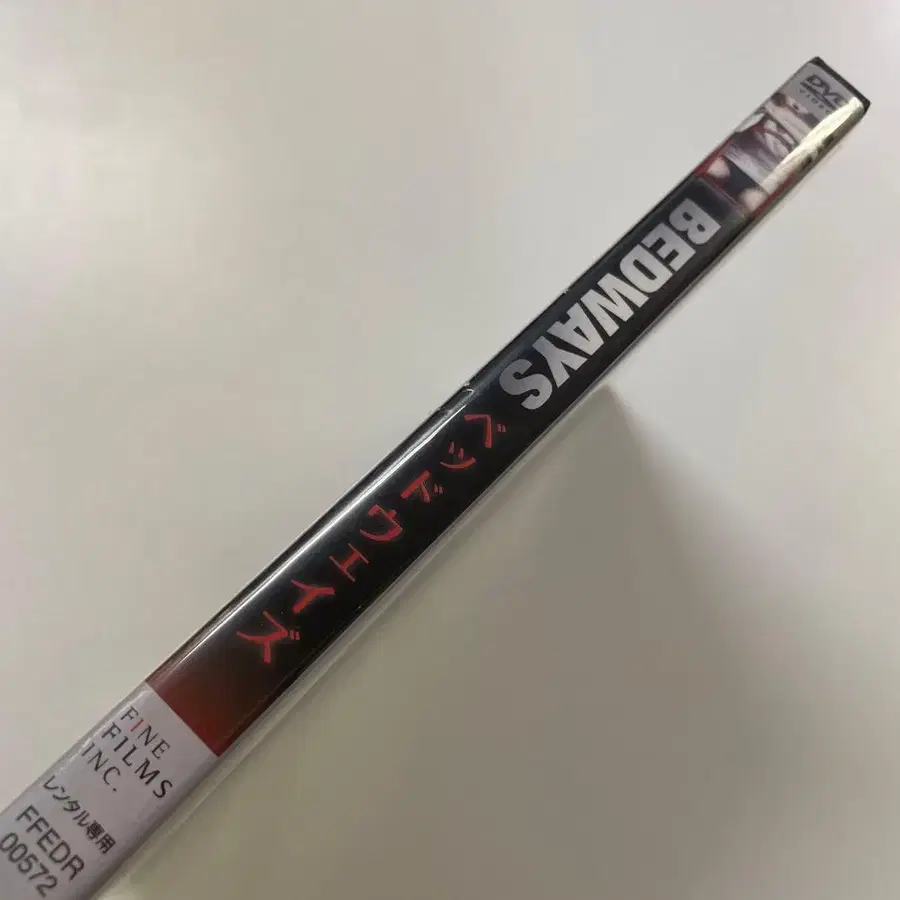 DVD
VIDEO
BEDWAYS
ベッドウェイズ
FINE
FILMS
INC.
レンタル専用
FFEDR
00572